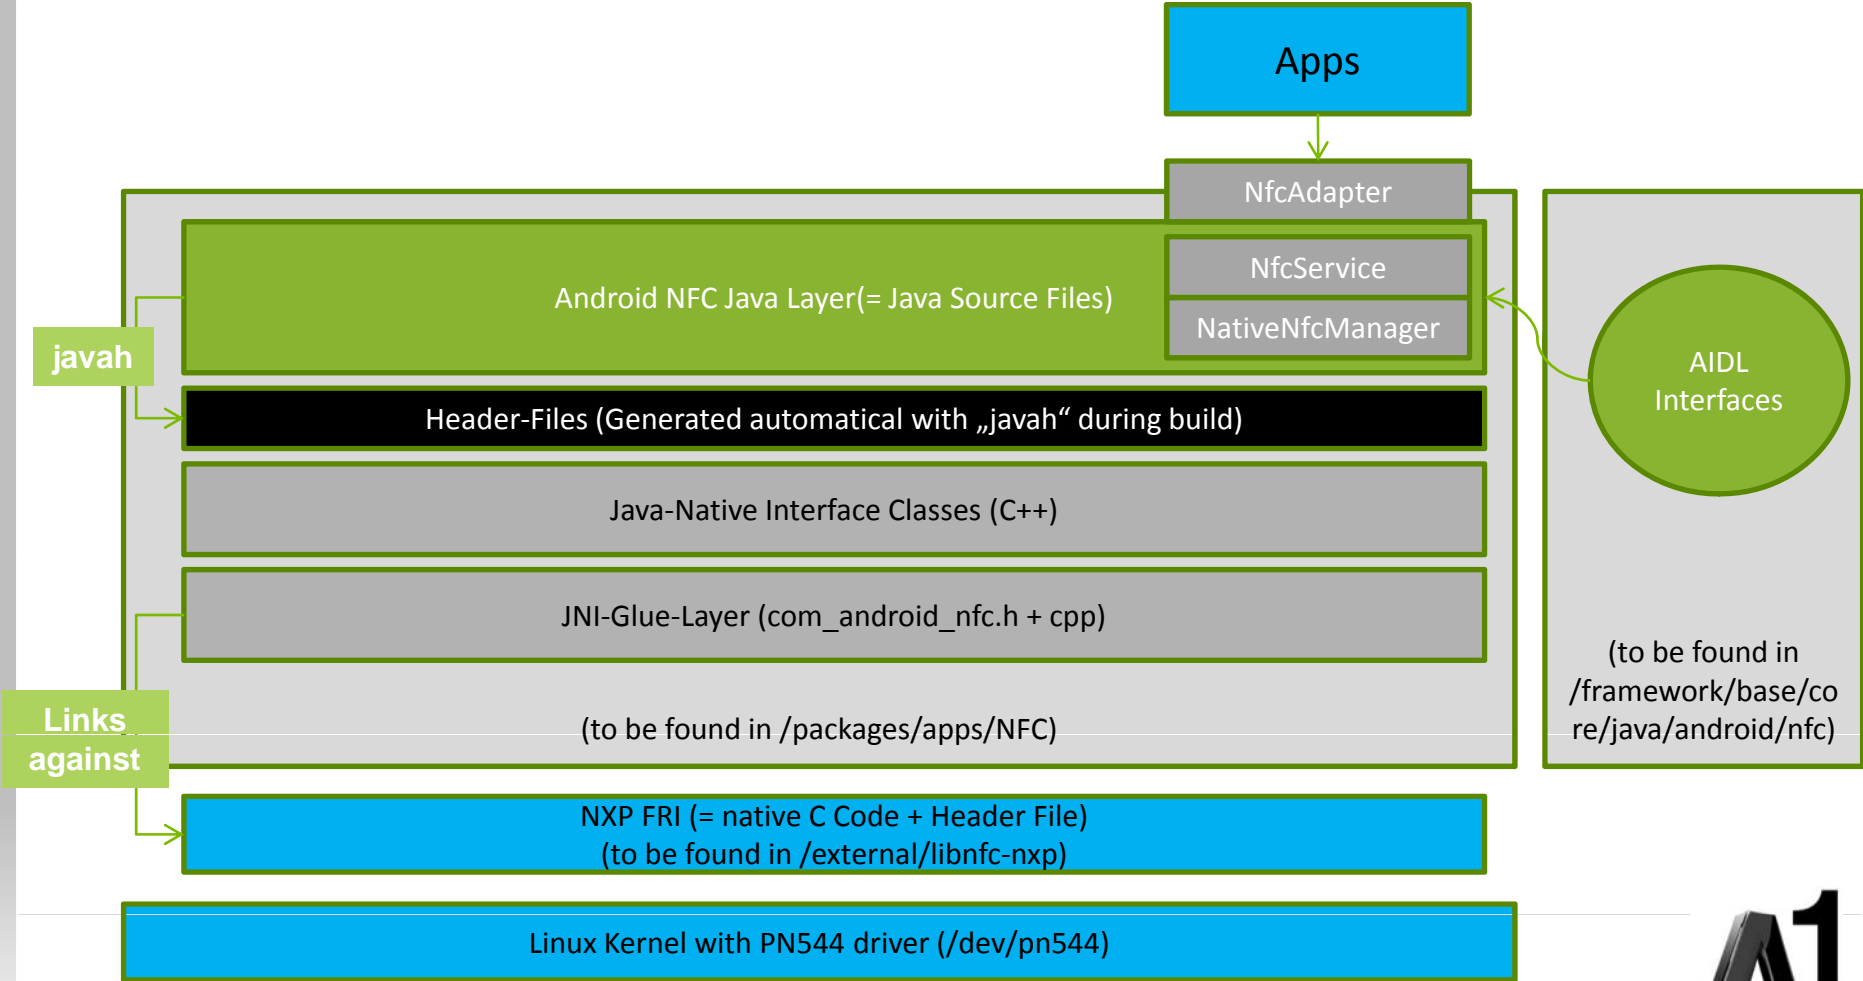 Apps
NfcAdapter
NfcService
Android NFC Java Layer(= Java Source Files)
NativeNfcManager
javah
AIDL
Interfaces
Header-Files (Generated automatical with „javah“ during build)
Java-Native Interface Classes (C++)
JNI-Glue-Layer (com_android_nfc.h + cpp)
(to be found in
/framework/base/co
re/java/android/nfc)
Links
against
(to be found in /packages/apps/NFC)
NXP FRI (= native C Code + Header File)
(to be found in /external/libnfc-nxp)
Linux Kernel with PN544 driver (/dev/pn544)
A1